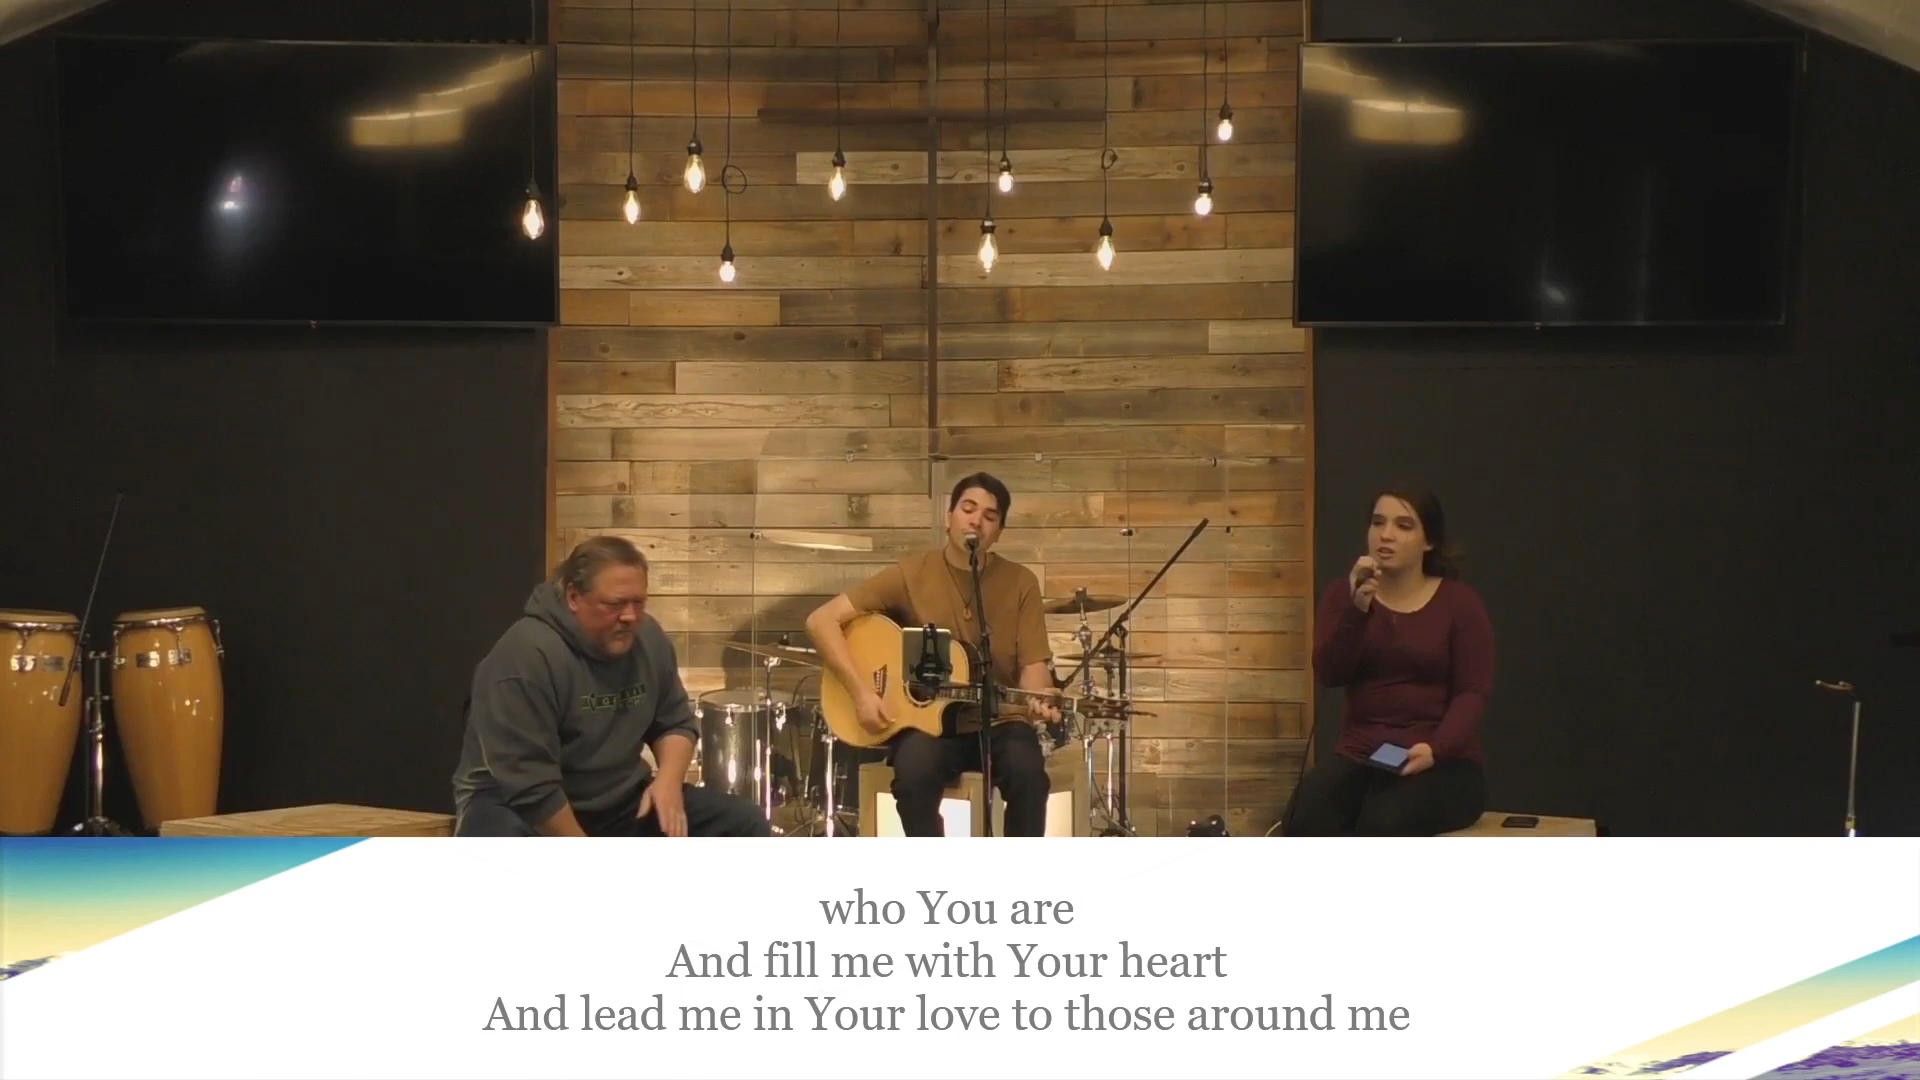 who You are
And fill me with Your heart
And lead me in Your love to those around me